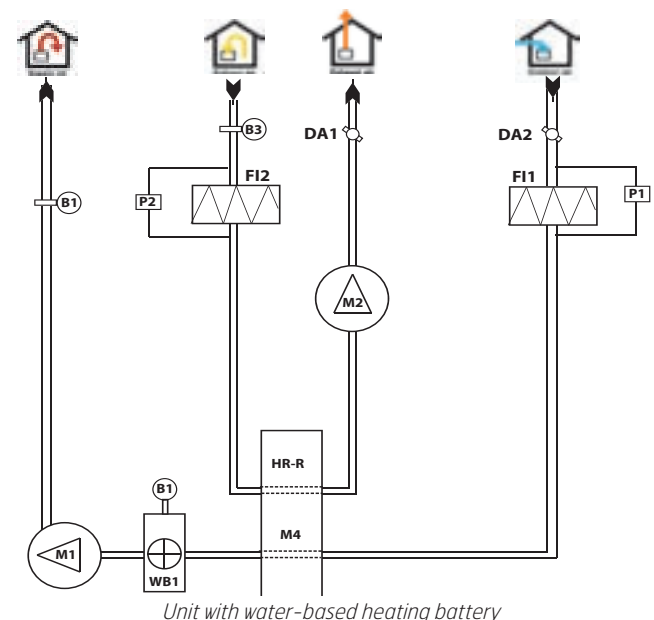 B3
DA1
DA2
FI2
FI1
P2
P1
B1
M2
HR-R
B1
M4
M1
WB1
Unit with water-based heating battery